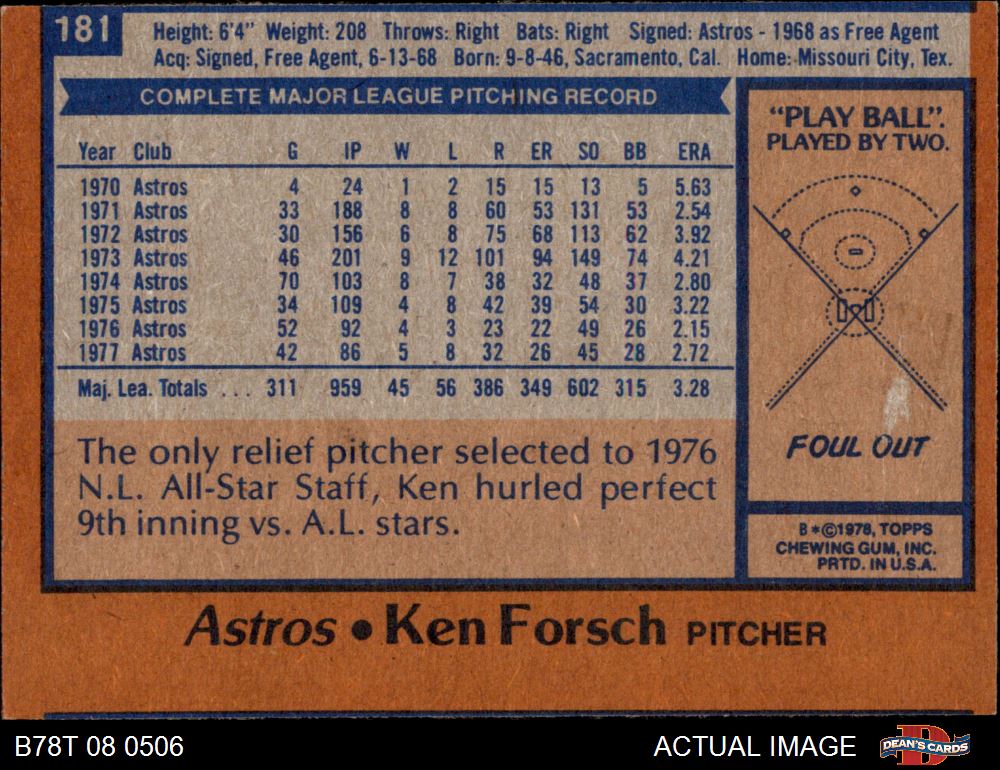 181
Height: 6'4" Weight: 208 Throws: Right Bats: Right Signed: Astros - 1968 as Free Agent
Acq: Signed, Free Agent, 6-13-68 Born: 9-8-46, Sacramento, Cal. Home: Missouri City, Tex.
COMPLETE MAJOR LEAGUE PITCHING RECORD
Year Club G IP W L R ER SO BB ERA
1970 Astros 4 24 1 2 15 15 13 5 5.63
1971 Astros 33 188 8 8 60 53 131 53 2.54
1972 Astros 30 156 6 8 75 68 113 62 3.92
1973 Astros 46 201 9 12 101 94 149 74 4.21
1974 Astros 70 103 8 7 38 32 48 37 2.80
1975 Astros 34 109 4 8 42 39 54 30 3.22
1976 Astros 52 92 4 3 23 22 49 26 2.15
1977 Astros 42 86 5 8 32 26 45 28 2.72
Maj. Lea. Totals . . . 311 959 45 56 386 349 602 315 3.28
The only relief pitcher selected to 1976
N.L. All-Star Staff, Ken hurled perfect
9th inning vs. A.L. stars.
"PLAY BALL".
PLAYED BY TWO.
FOUL OUT
B*©1978, TOPPS
CHEWING GUM, INC.
PRTD. IN U.S.A.
Astros • Ken Forsch PITCHER
B78T 08 0506
ACTUAL IMAGE
DEAN'S CARDS